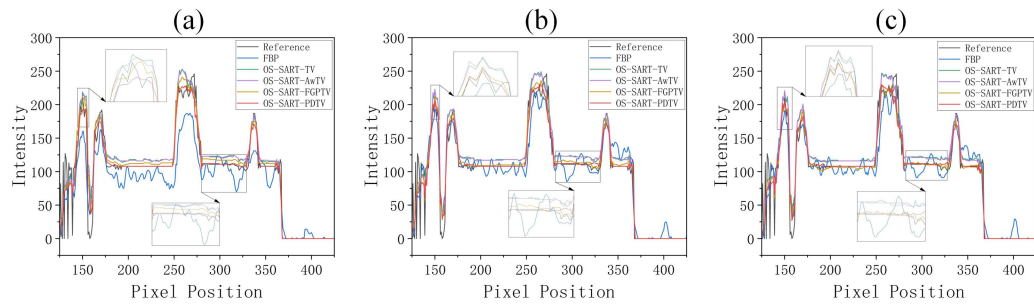 (a)
300
250
200
150
100
50
0
Intensity
150
200
250
300
350
400
Pixel Position
Reference
FBP
OS-SART-TV
OS-SART-AwTV
OS-SART-FGPTV
OS-SART-PDTV
(b)
300
250
200
150
100
50
0
Intensity
150
200
250
300
350
400
Pixel Position
Reference
FBP
OS-SART-TV
OS-SART-AwTV
OS-SART-FGPTV
OS-SART-PDTV
(c)
300
250
200
150
100
50
0
Intensity
150
200
250
300
350
400
Pixel Position
Reference
FBP
OS-SART-TV
OS-SART-AwTV
OS-SART-FGPTV
OS-SART-PDTV